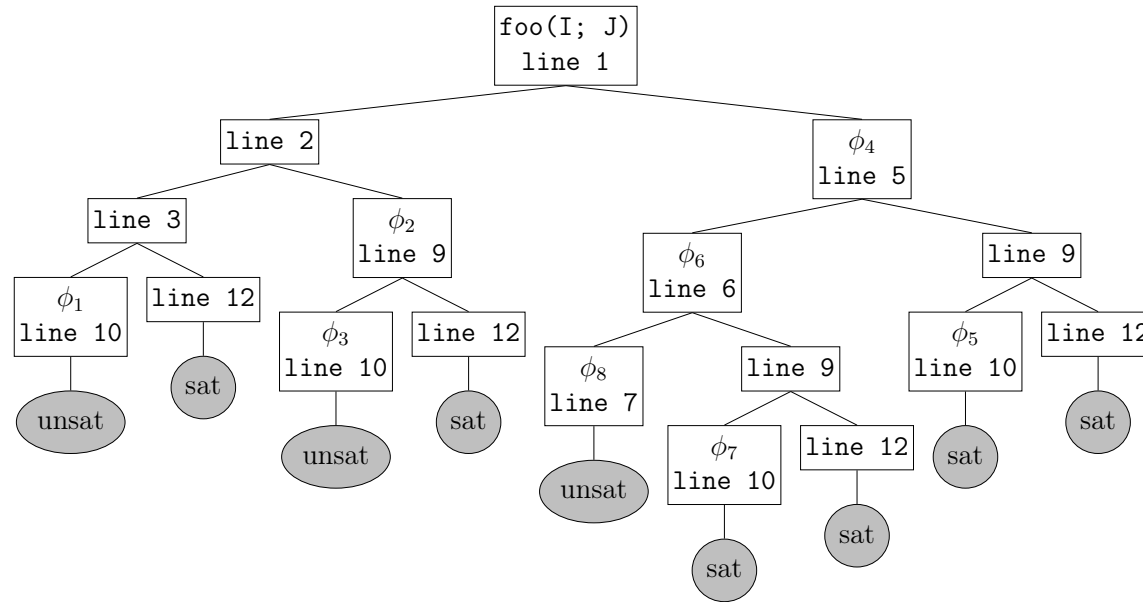 foo(I; J)
line 1
line 2
ϕ4
line 5
line 3
ϕ2
line 9
ϕ6
line 6
line 9
ϕ1
line 10
line 12
ϕ3
line 10
line 12
ϕ8
line 7
line 9
ϕ5
line 10
line 12
unsat
sat
unsat
sat
unsat
ϕ7
line 10
line 12
sat
sat
sat
sat